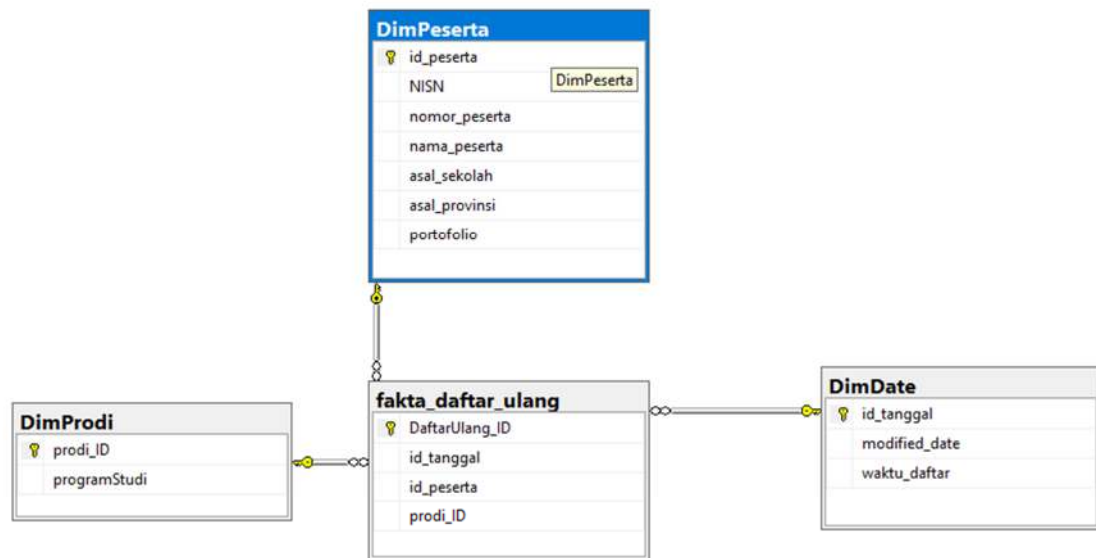 DimPeserta
id_peserta
NISN
DimPeserta
nomor_peserta
nama_peserta
asal_sekolah
asal_provinsi
portofolio
DimProdi
prodi_ID
programStudi
fakta_daftar_ulang
DaftarUlang_ID
id_tanggal
id_peserta
prodi_ID
DimDate
id_tanggal
modified_date
waktu_daftar